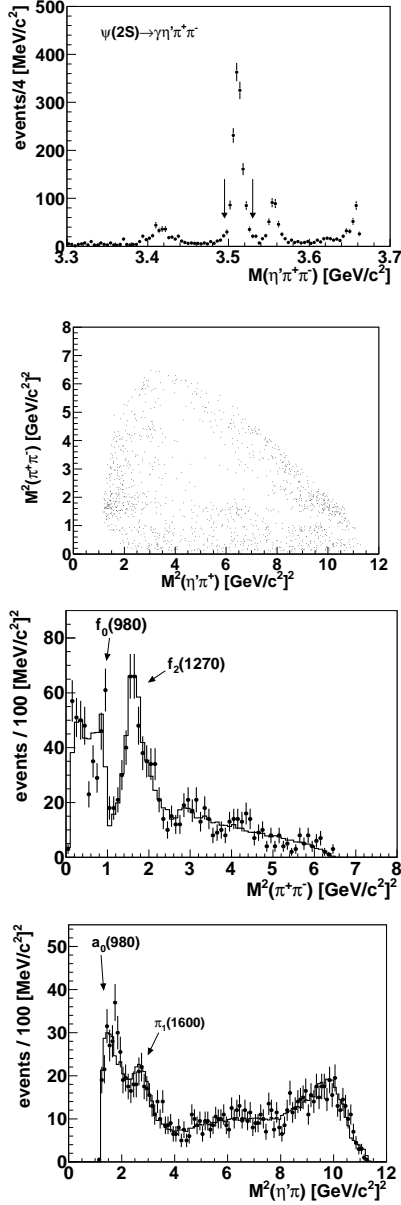 500
400
300
200
100
0
events/4 [MeV/c²]
ψ(2S)→γη'π⁺π⁻
3.3 3.4 3.5 3.6 3.7
M(η'π⁺π⁻) [GeV/c²]
8
7
6
5
4
3
2
1
0
M²(π⁺π⁻) [GeV/c²]²
0 2 4 6 8 10 12
M²(η'π⁺) [GeV/c²]²
80
60
40
20
0
events / 100 [MeV/c²]²
f₀(980)
f₂(1270)
0 1 2 3 4 5 6 7 8
M²(π⁺π⁻) [GeV/c²]²
50
40
30
20
10
0
events / 100 [MeV/c²]²
a₀(980)
π₁(1600)
0 2 4 6 8 10 12
M²(η'π) [GeV/c²]²